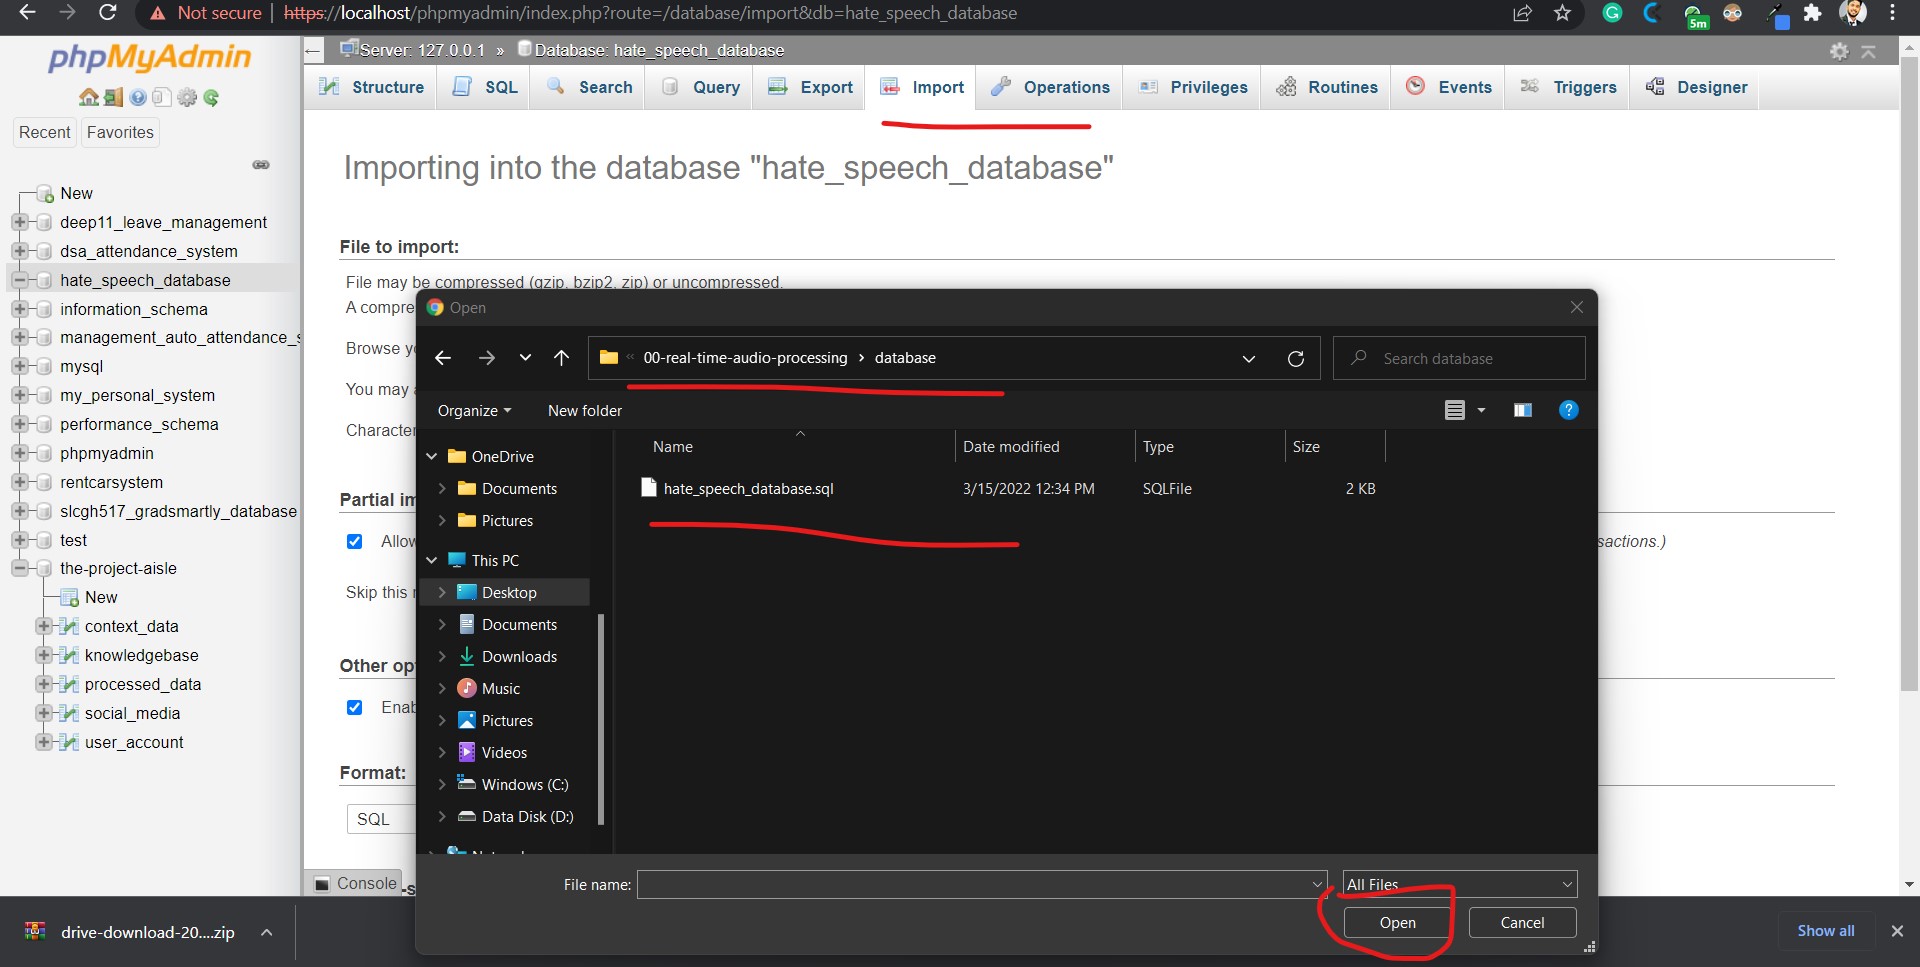 Not secure | https://localhost/phpmyadmin/index.php?route=/database/import&db=hate_speech_database
5m
phpMyAdmin
Recent Favorites
New
deep11_leave_management
dsa_attendance_system
hate_speech_database
information_schema
management_auto_attendance_s
mysql
my_personal_system
performance_schema
phpmyadmin
rentcarsystem
slcgh517_gradsmartly_database
test
the-project-aisle
New
context_data
knowledgebase
processed_data
social_media
user_account
Server: 127.0.0.1 » Database: hate_speech_database
Structure SQL Search Query Export Import Operations Privileges Routines Events Triggers Designer
Importing into the database "hate_speech_database"
File to import:
File may be compressed (gzip, bzip2, zip) or uncompressed.
A compre
Browse y
You may
Character
Partial im
Allow
sactions.)
Skip this
Other op
Enab
Format:
SQL
Console
Open
« 00-real-time-audio-processing › database
Search database
Organize New folder
?
Name Date modified Type Size
hate_speech_database.sql 3/15/2022 12:34 PM SQLFile 2 KB
OneDrive
Documents
Pictures
This PC
Desktop
Documents
Downloads
Music
Pictures
Videos
Windows (C:)
Data Disk (D:)
File name:
All Files
Open Cancel
drive-download-20....zip
Show all